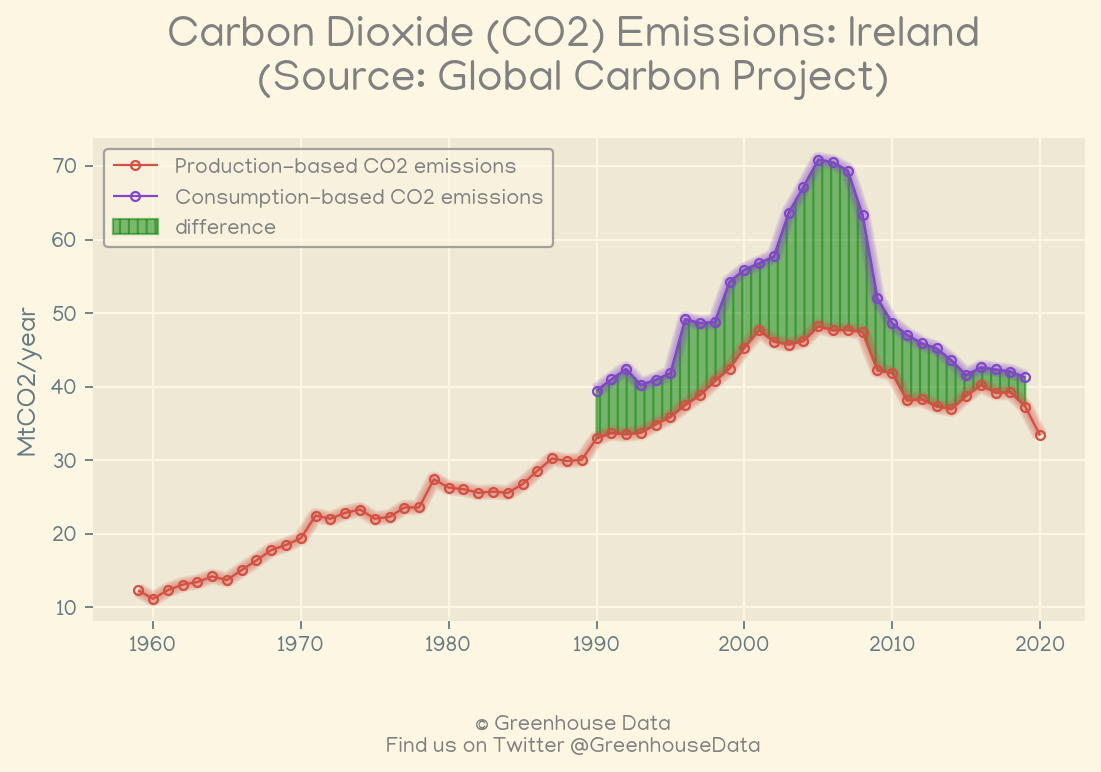 Carbon Dioxide (CO2) Emissions: Ireland
(Source: Global Carbon Project)
Production-based CO2 emissions
Consumption-based CO2 emissions
difference
MtCO2/year
70
60
50
40
30
20
10
1960 1970 1980 1990 2000 2010 2020
© Greenhouse Data
Find us on Twitter @GreenhouseData